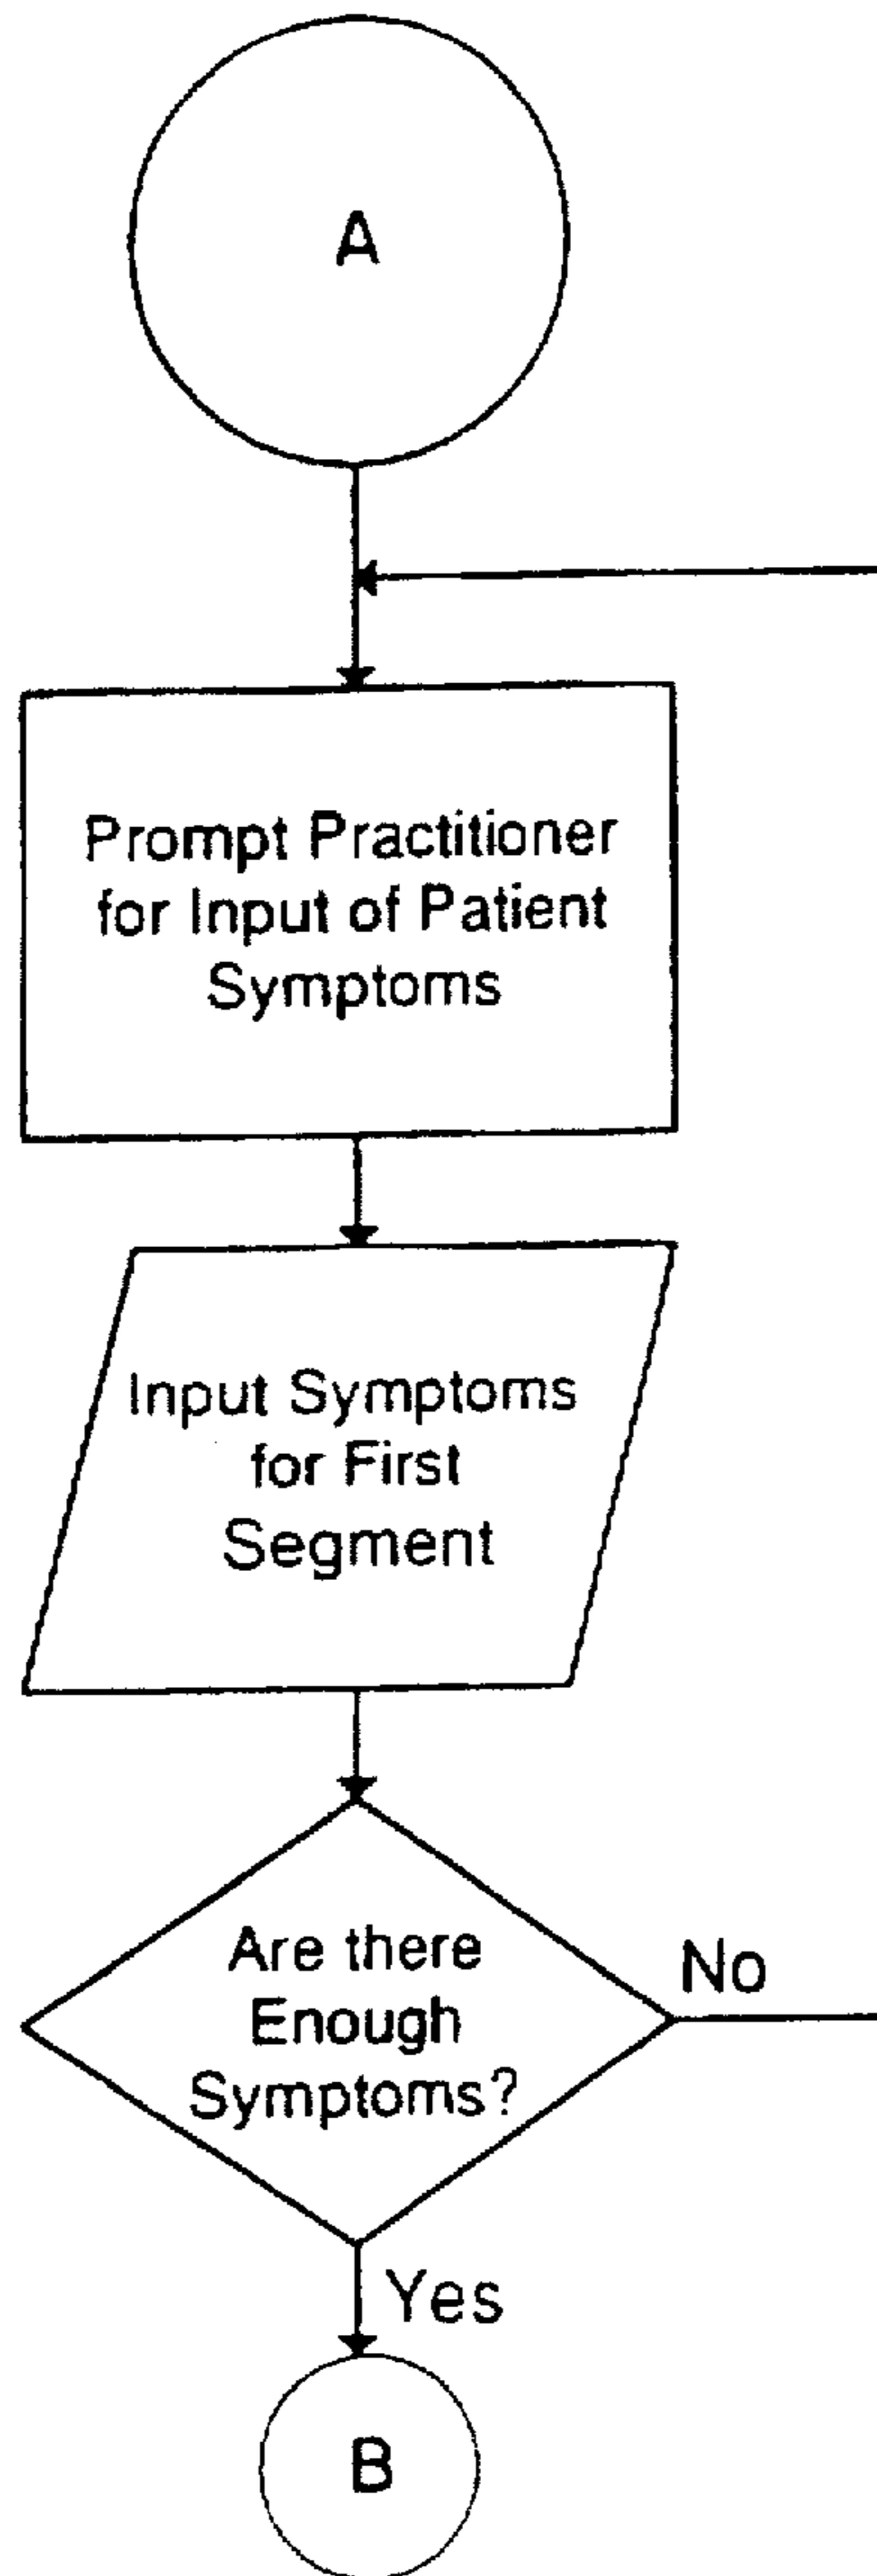 A
Prompt Practitioner
for Input of Patient
Symptoms
Input Symptoms
for First
Segment
Are there
Enough
Symptoms?
No
Yes
B